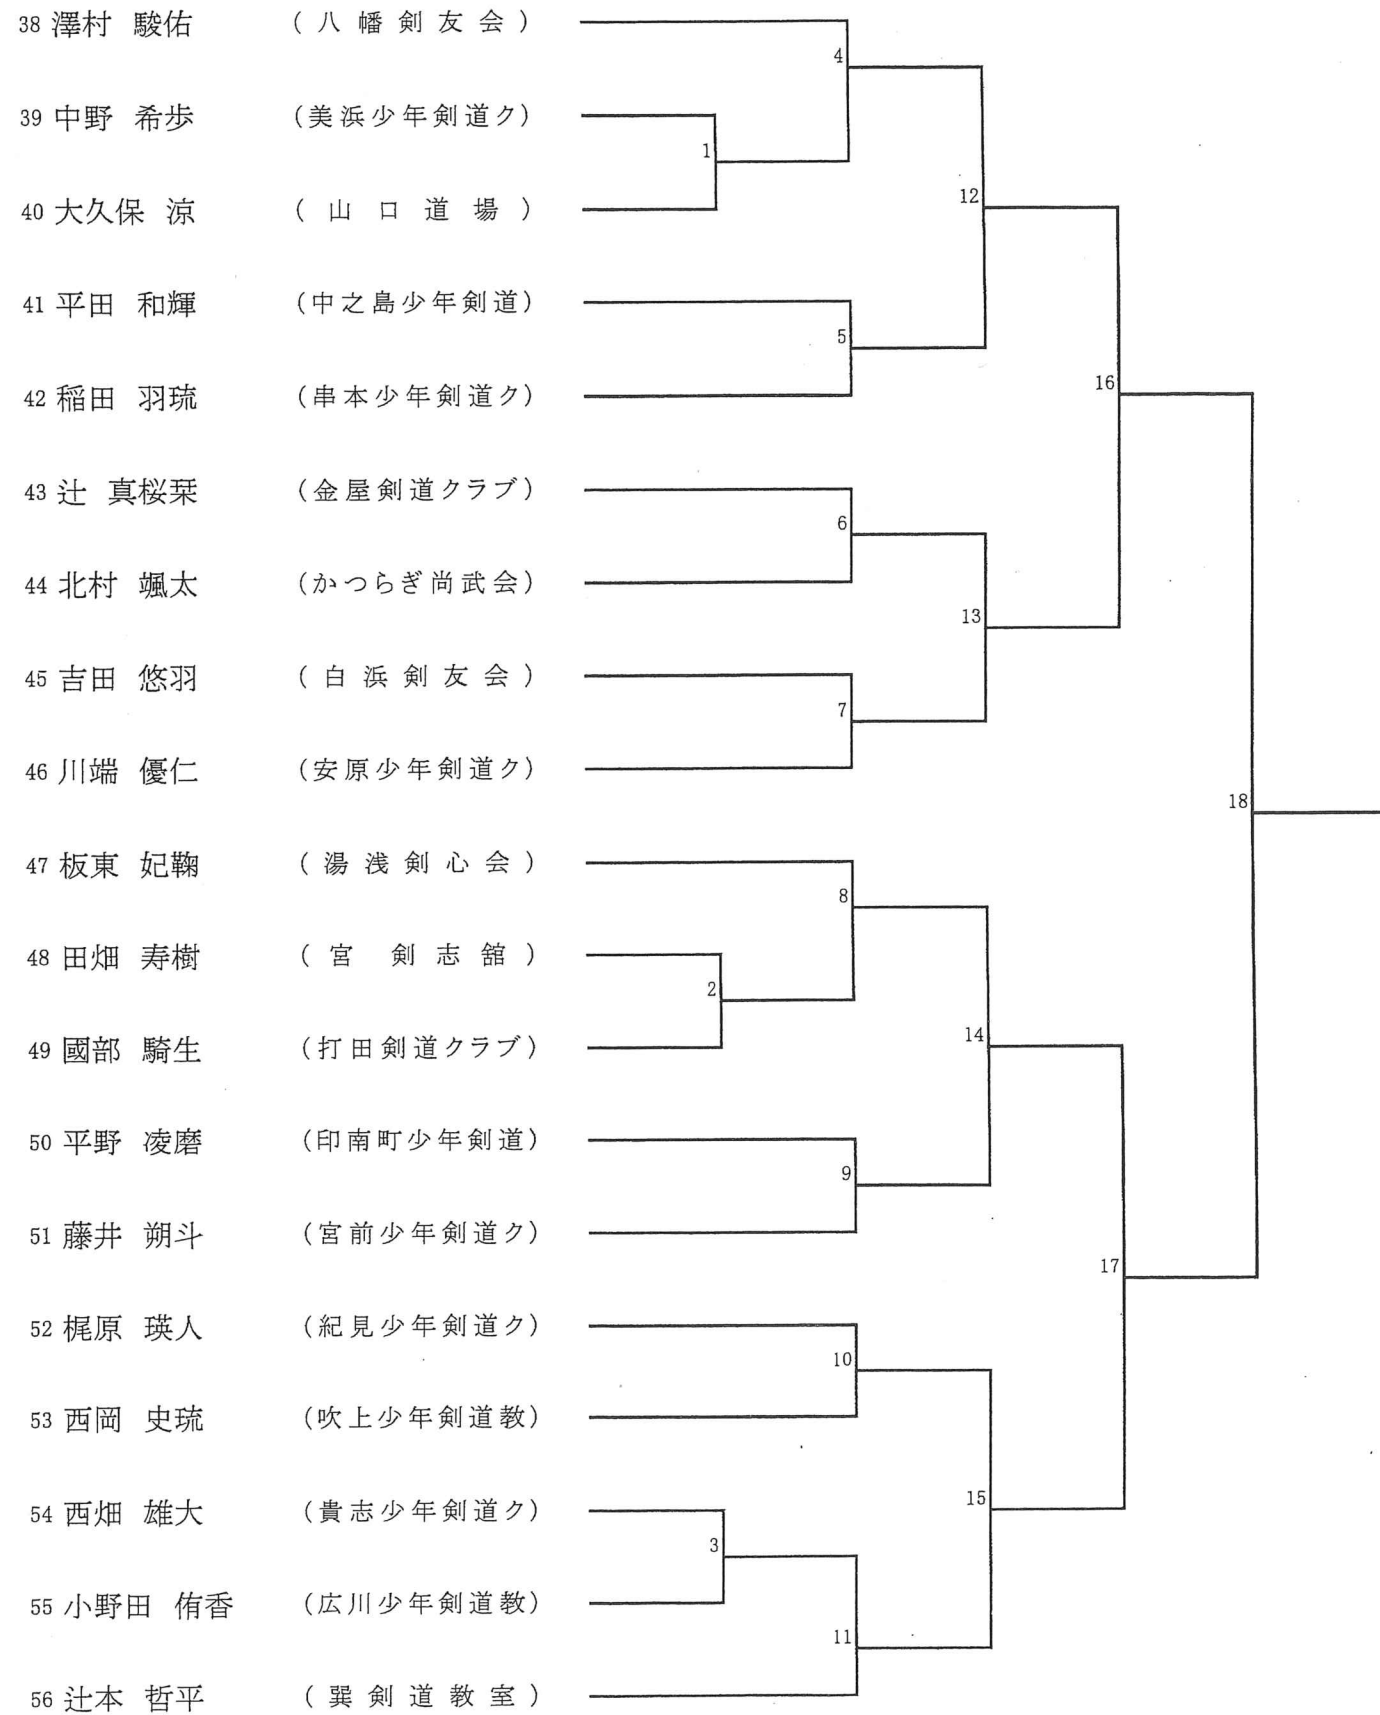 38 澤村 駿佑 (八幡剣友会)
4
39 中野 希歩 (美浜少年剣道ク)
1
40 大久保 涼 (山口道場)
12
41 平田 和輝 (中之島少年剣道)
5
42 稲田 羽琉 (串本少年剣道ク)
16
43 辻 真桜栞 (金屋剣道クラブ)
6
44 北村 颯太 (かつらぎ尚武会)
13
45 吉田 悠羽 (白浜剣友会)
7
46 川端 優仁 (安原少年剣道ク)
18
47 板東 妃鞠 (湯浅剣心会)
8
48 田畑 寿樹 (宮 剣志舘)
2
49 國部 騎生 (打田剣道クラブ)
14
50 平野 凌磨 (印南町少年剣道)
9
51 藤井 朔斗 (宮前少年剣道ク)
17
52 梶原 瑛人 (紀見少年剣道ク)
10
53 西岡 史琉 (吹上少年剣道教)
15
54 西畑 雄大 (貴志少年剣道ク)
3
55 小野田 侑香 (広川少年剣道教)
11
56 辻本 哲平 (巽剣道教室)